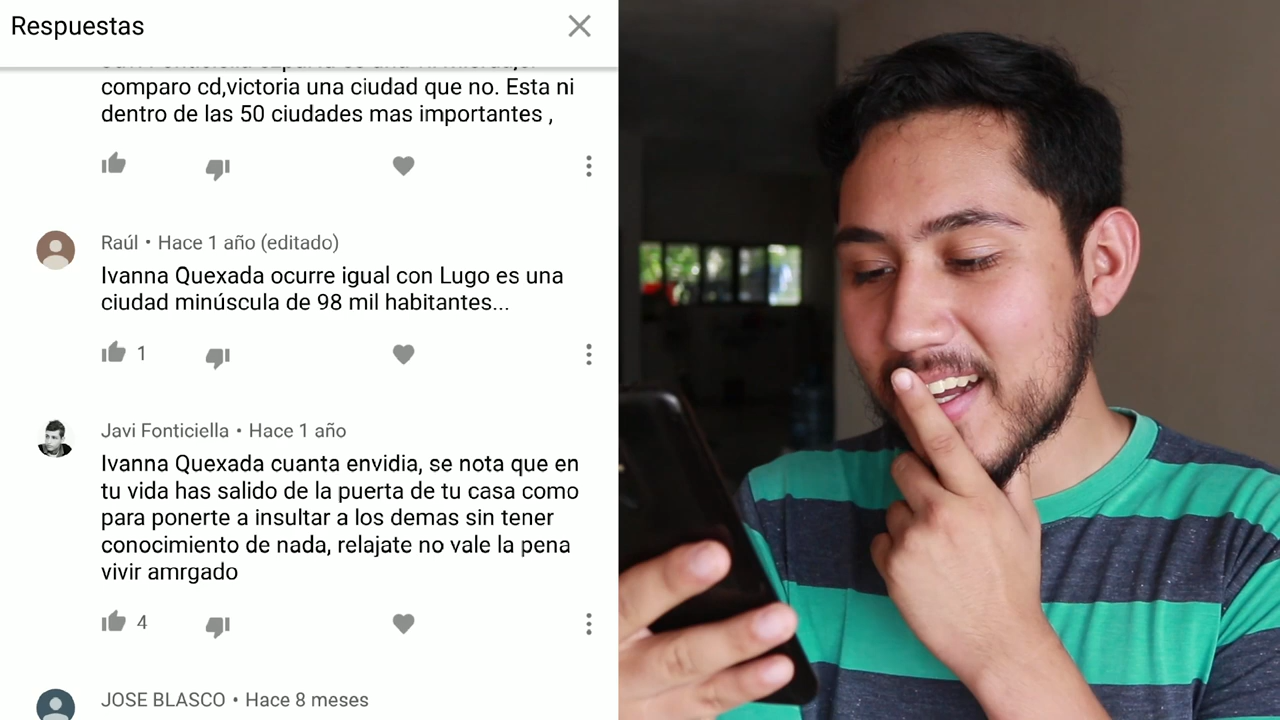 Respuestas
comparo cd,victoria una ciudad que no. Esta ni
dentro de las 50 ciudades mas importantes ,
Raúl • Hace 1 año (editado)
Ivanna Quexada ocurre igual con Lugo es una
ciudad minúscula de 98 mil habitantes...
1
Javi Fonticiella • Hace 1 año
Ivanna Quexada cuanta envidia, se nota que en
tu vida has salido de la puerta de tu casa como
para ponerte a insultar a los demas sin tener
conocimiento de nada, relajate no vale la pena
vivir amrgado
4
JOSE BLASCO • Hace 8 meses